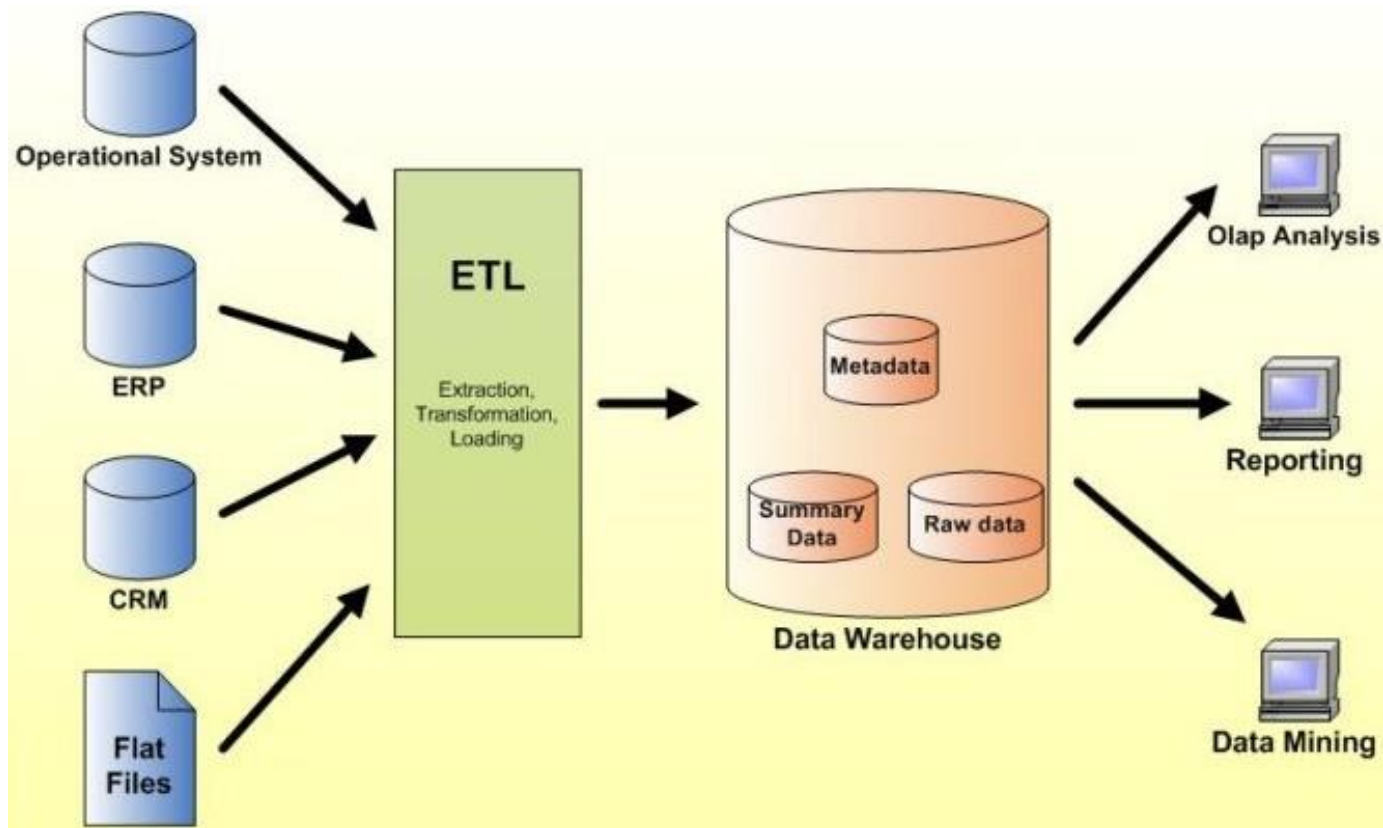 Operational System
ERP
CRM
Flat
Files
ETL
Extraction,
Transformation,
Loading
Metadata
Summary
Data
Raw data
Data Warehouse
Olap Analysis
Reporting
Data Mining